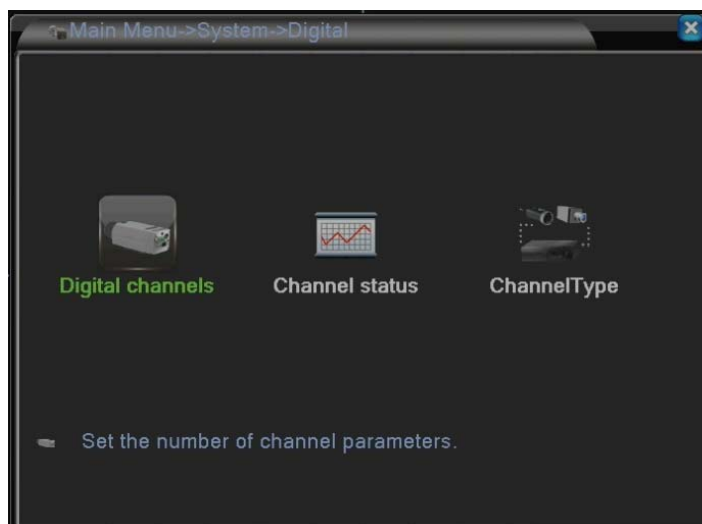 Main Menu->System->Digital
Digital channels
Channel status
ChannelType
Set the number of channel parameters.